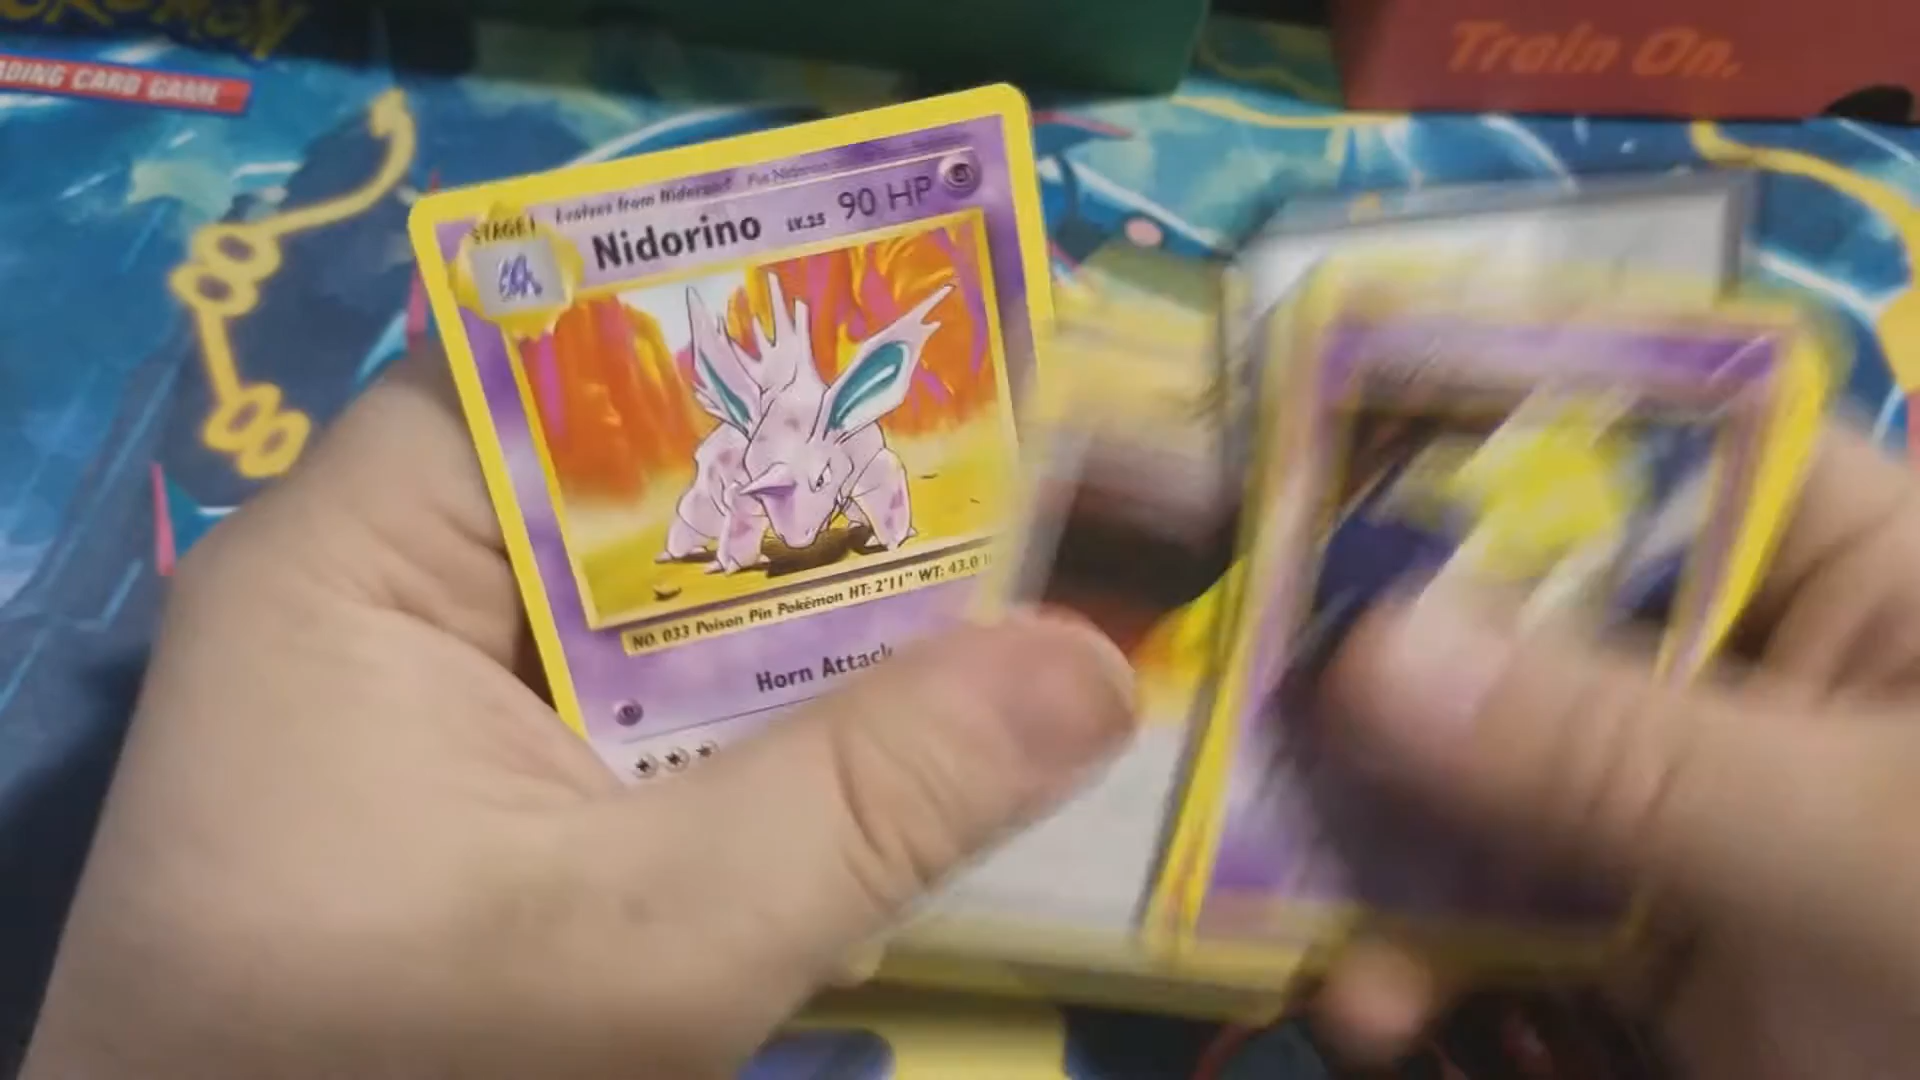 POKÉMON
ADING CARD GAME
Train On.
STAGE 1
Evolves from Nidoran♂
Nidorino LV.25 90 HP
NO. 033 Poison Pin Pokémon HT: 2'11" WT: 43.0
Horn Attack